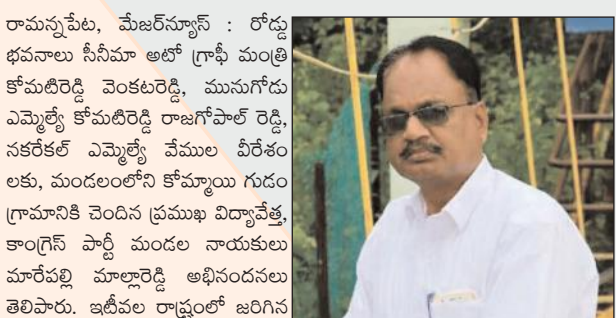 రామన్నపేట, మేజర్‌న్యూస్ : రోడ్డు
భవనాలు సీనీమా అటో గ్రాఫీ మంత్రి
కోమటిరెడ్డి వెంకటరెడ్డి, మునుగోడు
ఎమ్మెల్యే కోమటిరెడ్డి రాజగోపాల్ రెడ్డి,
నకరేకల్ ఎమ్మెల్యే వేముల వీరేశం
లకు, మండలంలోని కోమ్మాయి గుడం
గ్రామానికి చెందిన ప్రముఖ విద్యావేత్త,
కాంగ్రెస్ పార్టీ మండల నాయకులు
మారేపల్లి మాల్లారెడ్డి అభినందనలు
తెలిపారు. ఇటీవల రాష్ట్రంలో జరిగిన